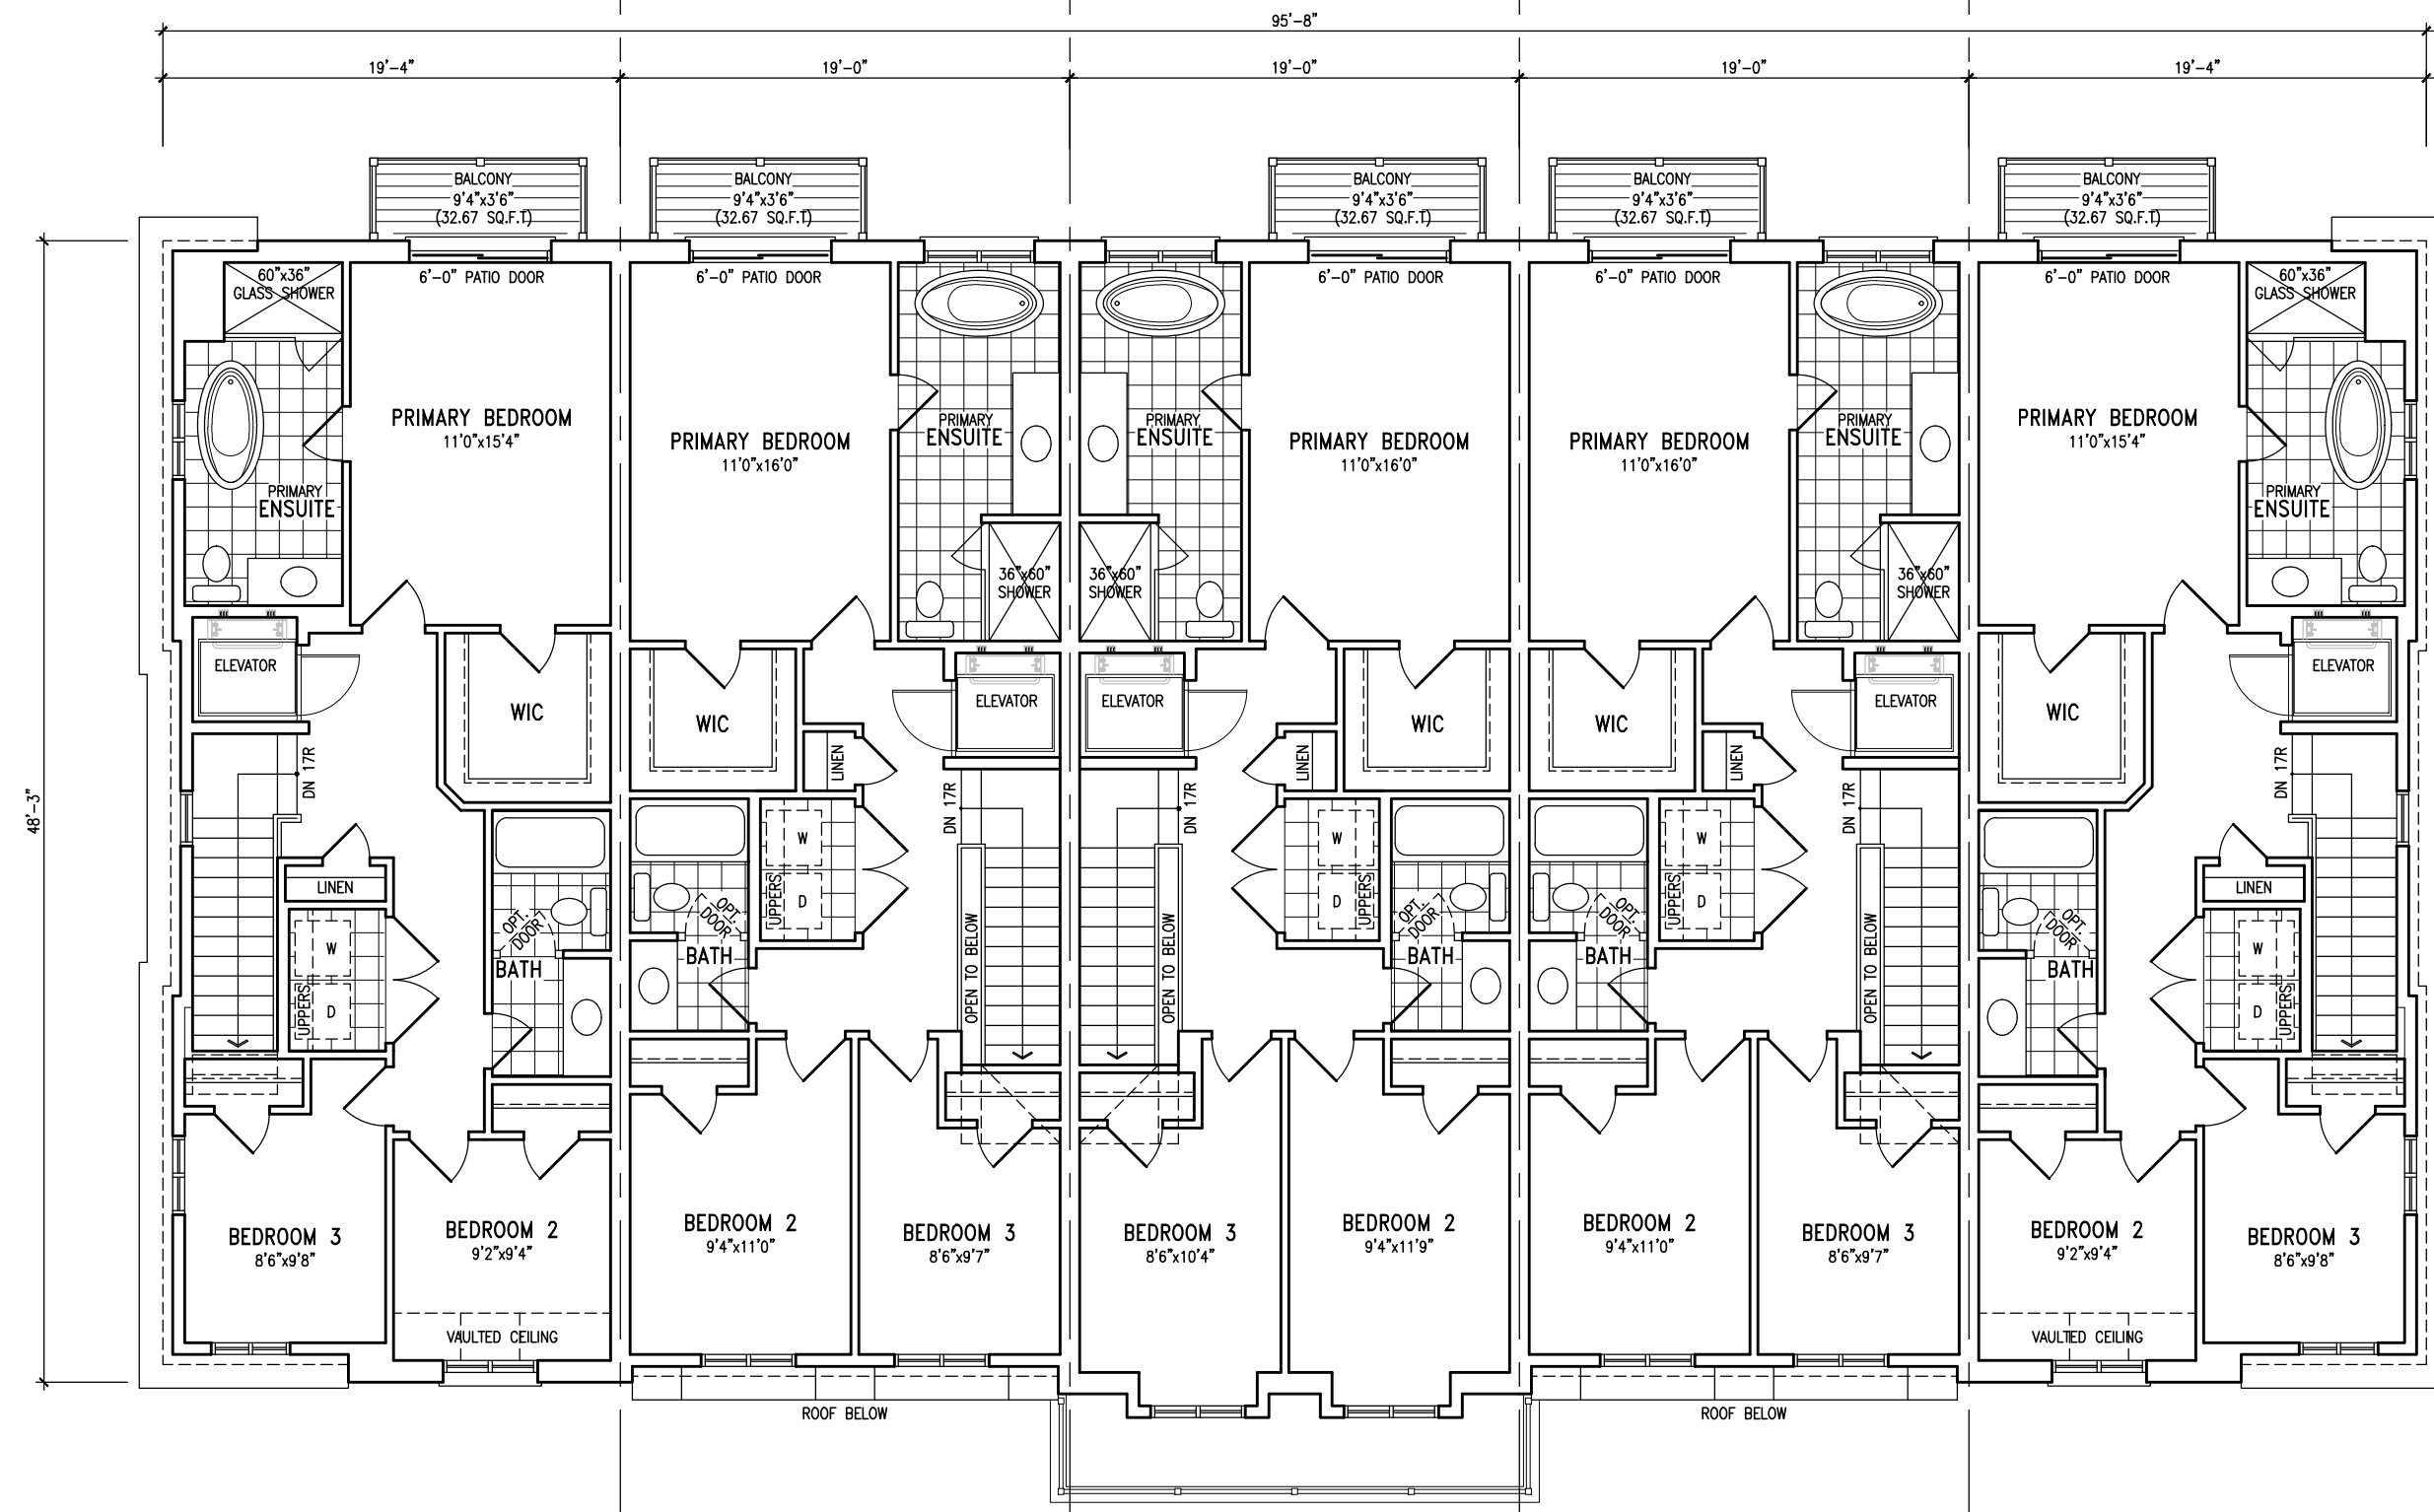 95'-8"
19'-4"
19'-0"
19'-0"
19'-0"
19'-4"
48'-3"
BALCONY
9'4"x3'6"
(32.67 SQ.F.T)
60"x36"
GLASS SHOWER
6'-0" PATIO DOOR
PRIMARY BEDROOM
11'0"x15'4"
PRIMARY
ENSUITE
ELEVATOR
WIC
DN 17R
LINEN
W
D
UPPERS
OPT.
DOOR
BATH
BEDROOM 3
8'6"x9'8"
BEDROOM 2
9'2"x9'4"
VAULTED CEILING
BALCONY
9'4"x3'6"
(32.67 SQ.F.T)
6'-0" PATIO DOOR
PRIMARY BEDROOM
11'0"x16'0"
PRIMARY
ENSUITE
36"x60"
SHOWER
ELEVATOR
WIC
LINEN
DN 17R
W
D
UPPERS
OPT.
DOOR
BATH
OPEN TO BELOW
BEDROOM 2
9'4"x11'0"
BEDROOM 3
8'6"x9'7"
ROOF BELOW
BALCONY
9'4"x3'6"
(32.67 SQ.F.T)
6'-0" PATIO DOOR
PRIMARY
ENSUITE
PRIMARY BEDROOM
11'0"x16'0"
36"x60"
SHOWER
ELEVATOR
WIC
LINEN
DN 17R
W
D
UPPERS
OPT.
DOOR
BATH
OPEN TO BELOW
BEDROOM 3
8'6"x10'4"
BEDROOM 2
9'4"x11'9"
BALCONY
9'4"x3'6"
(32.67 SQ.F.T)
6'-0" PATIO DOOR
PRIMARY BEDROOM
11'0"x16'0"
PRIMARY
ENSUITE
36"x60"
SHOWER
ELEVATOR
WIC
LINEN
DN 17R
W
D
UPPERS
OPT.
DOOR
BATH
OPEN TO BELOW
BEDROOM 2
9'4"x11'0"
BEDROOM 3
8'6"x9'7"
ROOF BELOW
BALCONY
9'4"x3'6"
(32.67 SQ.F.T)
6'-0" PATIO DOOR
60"x36"
GLASS SHOWER
PRIMARY BEDROOM
11'0"x15'4"
PRIMARY
ENSUITE
ELEVATOR
WIC
DN 17R
LINEN
W
D
UPPERS
OPT.
DOOR
BATH
BEDROOM 2
9'2"x9'4"
BEDROOM 3
8'6"x9'8"
VAULTED CEILING